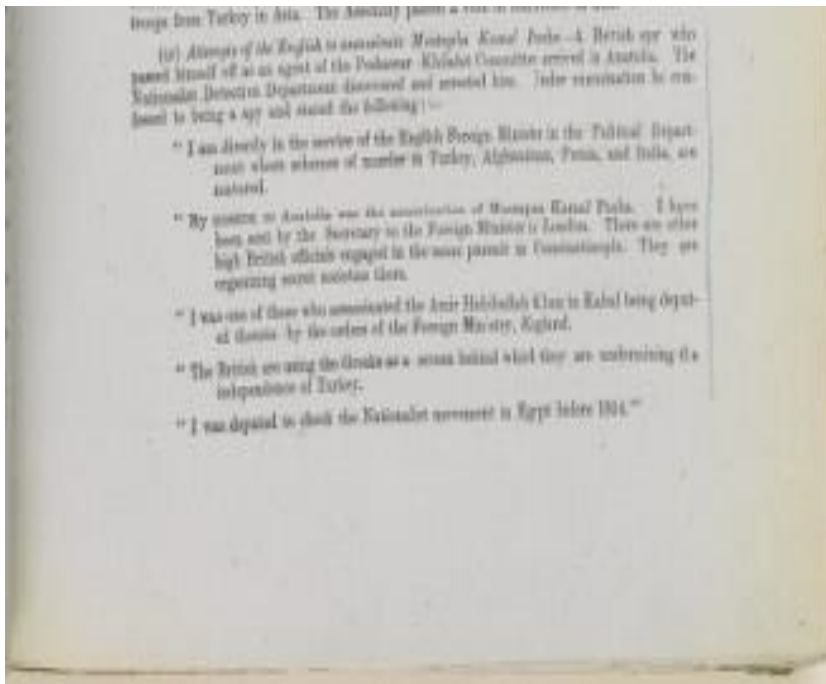 troops from Turkey in Asia. The Assembly passed a vote of
(iv) Attempts of the English to assassinate Mustapha Kamal Pasha.—A British spy who
passed himself off as an agent of the Peshawar Khilafat Committee arrived in Anatolia. The
Nationalist Detective Department discovered and arrested him. Under examination he con-
fessed to being a spy and stated the following :—
" I am directly in the service of the English Foreign Minister in the Political Depart-
ment where schemes of murder in Turkey, Afghanistan, Persia, and India, are
matured.
" My mission to Anatolia was the assassination of Mustapha Kamal Pasha. I have
been sent by the Secretary to the Foreign Minister in London. There are other
high British officials engaged in the same pursuit in Constantinople. They are
organising secret societies there.
" I was one of those who assassinated the Amir Habibullah Khan in Kabul being deput-
ed thereto by the orders of the Foreign Ministry, England.
" The British are using the Greeks as a screen behind which they are undermining the
independence of Turkey.
" I was deputed to check the Nationalist movement in Egypt before 1914."